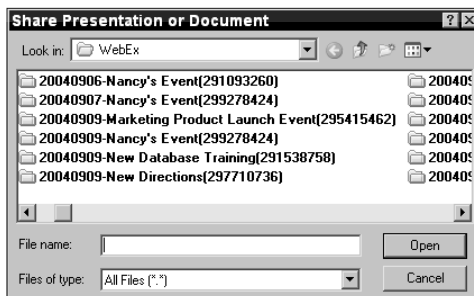 Share Presentation or Document
Look in: WebEx
20040906-Nancy's Event(291093260)
20040907-Nancy's Event(299278424)
20040909-Marketing Product Launch Event(295415462)
20040909-Nancy's Event(299278424)
20040909-New Database Training(291538758)
20040909-New Directions(297710736)
File name:
Open
Files of type: All Files (*.*)
Cancel